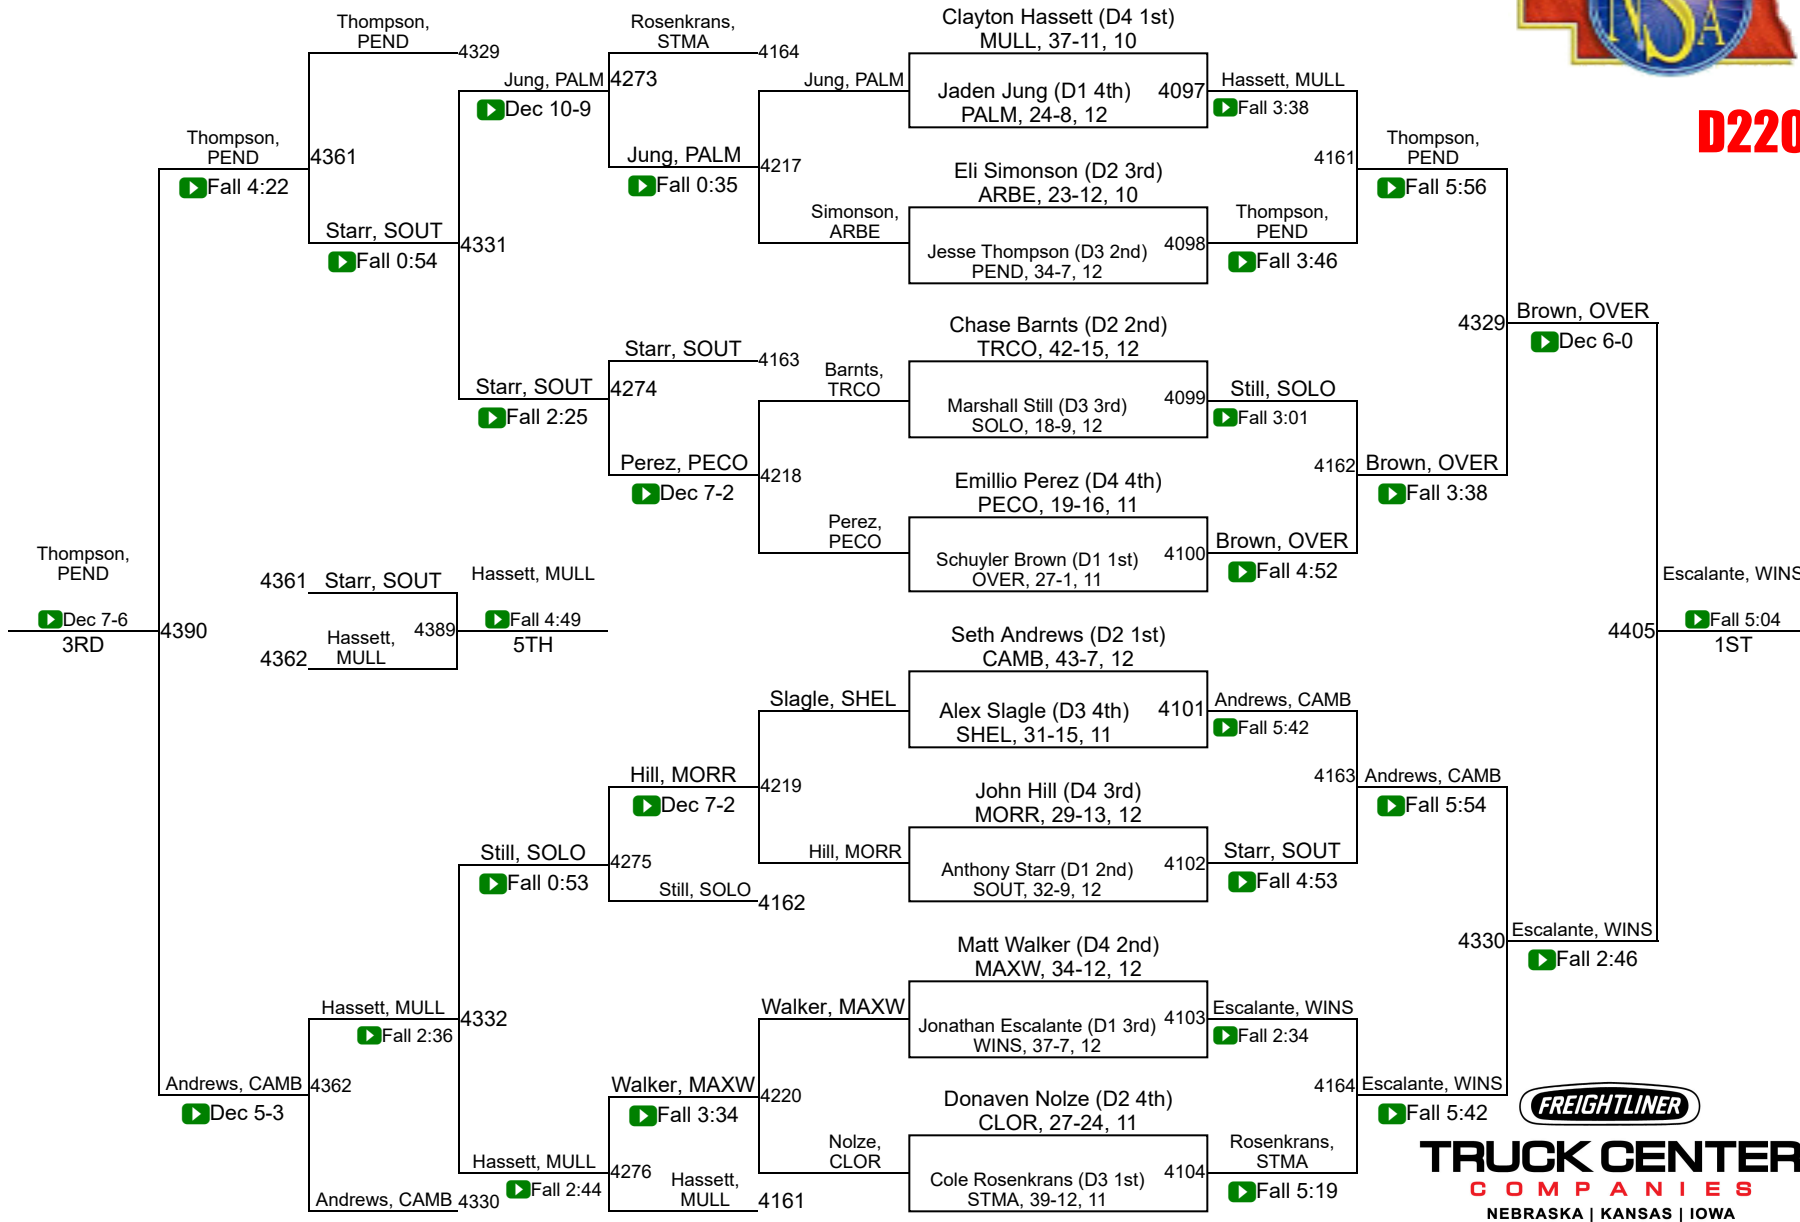 NSA
D220
Thompson,
PEND
4329
Rosenkrans,
STMA
4164
Clayton Hassett (D4 1st)
MULL, 37-11, 10
Jung, PALM
4273
Dec 10-9
Jung, PALM
Jaden Jung (D1 4th)
PALM, 24-8, 12
4097
Hassett, MULL
Fall 3:38
Thompson,
PEND
4361
Fall 4:22
Jung, PALM
4217
Fall 0:35
Eli Simonson (D2 3rd)
ARBE, 23-12, 10
4161
Thompson,
PEND
Fall 5:56
Starr, SOUT
4331
Fall 0:54
Simonson,
ARBE
Jesse Thompson (D3 2nd)
PEND, 34-7, 12
4098
Thompson,
PEND
Fall 3:46
Chase Barnts (D2 2nd)
TRCO, 42-15, 12
4329
Brown, OVER
Dec 6-0
Starr, SOUT
4163
Starr, SOUT
4274
Fall 2:25
Barnts,
TRCO
Marshall Still (D3 3rd)
SOLO, 18-9, 12
4099
Still, SOLO
Fall 3:01
Perez, PECO
4218
Dec 7-2
Emillio Perez (D4 4th)
PECO, 19-16, 11
4162
Brown, OVER
Fall 3:38
Perez,
PECO
Schuyler Brown (D1 1st)
OVER, 27-1, 11
4100
Brown, OVER
Fall 4:52
Thompson,
PEND
Dec 7-6
3RD
4390
4361
Starr, SOUT
Hassett, MULL
4389
Fall 4:49
5TH
4362
Hassett,
MULL
Escalante, WINS
4405
Fall 5:04
1ST
Seth Andrews (D2 1st)
CAMB, 43-7, 12
Slagle, SHEL
Alex Slagle (D3 4th)
SHEL, 31-15, 11
4101
Andrews, CAMB
Fall 5:42
Hill, MORR
4219
Dec 7-2
John Hill (D4 3rd)
MORR, 29-13, 12
4163
Andrews, CAMB
Fall 5:54
Still, SOLO
4275
Fall 0:53
Hill, MORR
Anthony Starr (D1 2nd)
SOUT, 32-9, 12
4102
Starr, SOUT
Fall 4:53
Still, SOLO
4162
Matt Walker (D4 2nd)
MAXW, 34-12, 12
4330
Escalante, WINS
Fall 2:46
Hassett, MULL
4332
Fall 2:36
Walker, MAXW
Jonathan Escalante (D1 3rd)
WINS, 37-7, 12
4103
Escalante, WINS
Fall 2:34
Andrews, CAMB
4362
Dec 5-3
Walker, MAXW
4220
Fall 3:34
Donaven Nolze (D2 4th)
CLOR, 27-24, 11
4164
Escalante, WINS
Fall 5:42
Hassett, MULL
4276
Fall 2:44
Nolze,
CLOR
Cole Rosenkrans (D3 1st)
STMA, 39-12, 11
4104
Rosenkrans,
STMA
Fall 5:19
Andrews, CAMB
4330
Hassett,
MULL
4161
FREIGHTLINER
TRUCK CENTER
COMPANIES
NEBRASKA | KANSAS | IOWA